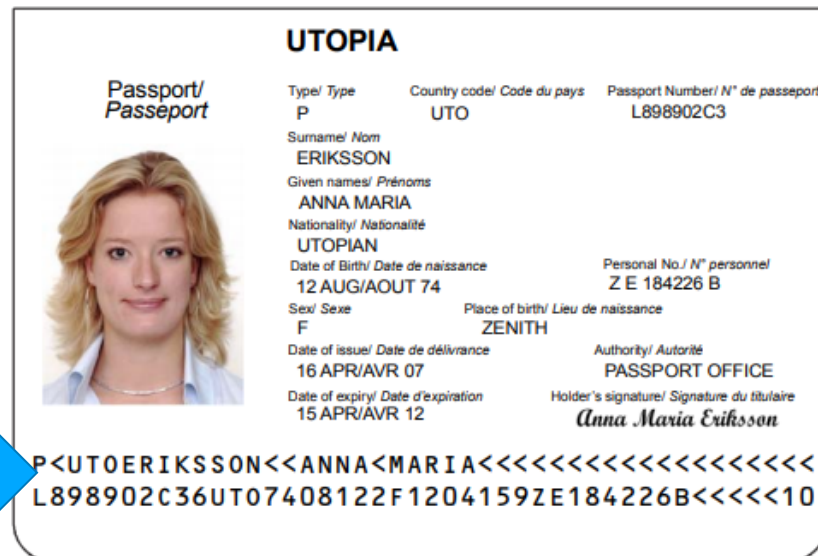 UTOPIA
Passport/
Passeport
Type/ Type Country code/ Code du pays Passport Number/ N° de passeport
P UTO L898902C3
Surname/ Nom
ERIKSSON
Given names/ Prénoms
ANNA MARIA
Nationality/ Nationalité
UTOPIAN
Date of Birth/ Date de naissance Personal No./ N° personnel
12 AUG/AOUT 74 Z E 184226 B
Sex/ Sexe Place of birth/ Lieu de naissance
F ZENITH
Date of issue/ Date de délivrance Authority/ Autorité
16 APR/AVR 07 PASSPORT OFFICE
Date of expiry/ Date d'expiration Holder's signature/ Signature du titulaire
15 APR/AVR 12 Anna Maria Eriksson
P<UTOERIKSSON<<ANNA<MARIA<<<<<<<<<<<<<<<<<<<
L898902C36UTO7408122F1204159ZE184226B<<<<<10